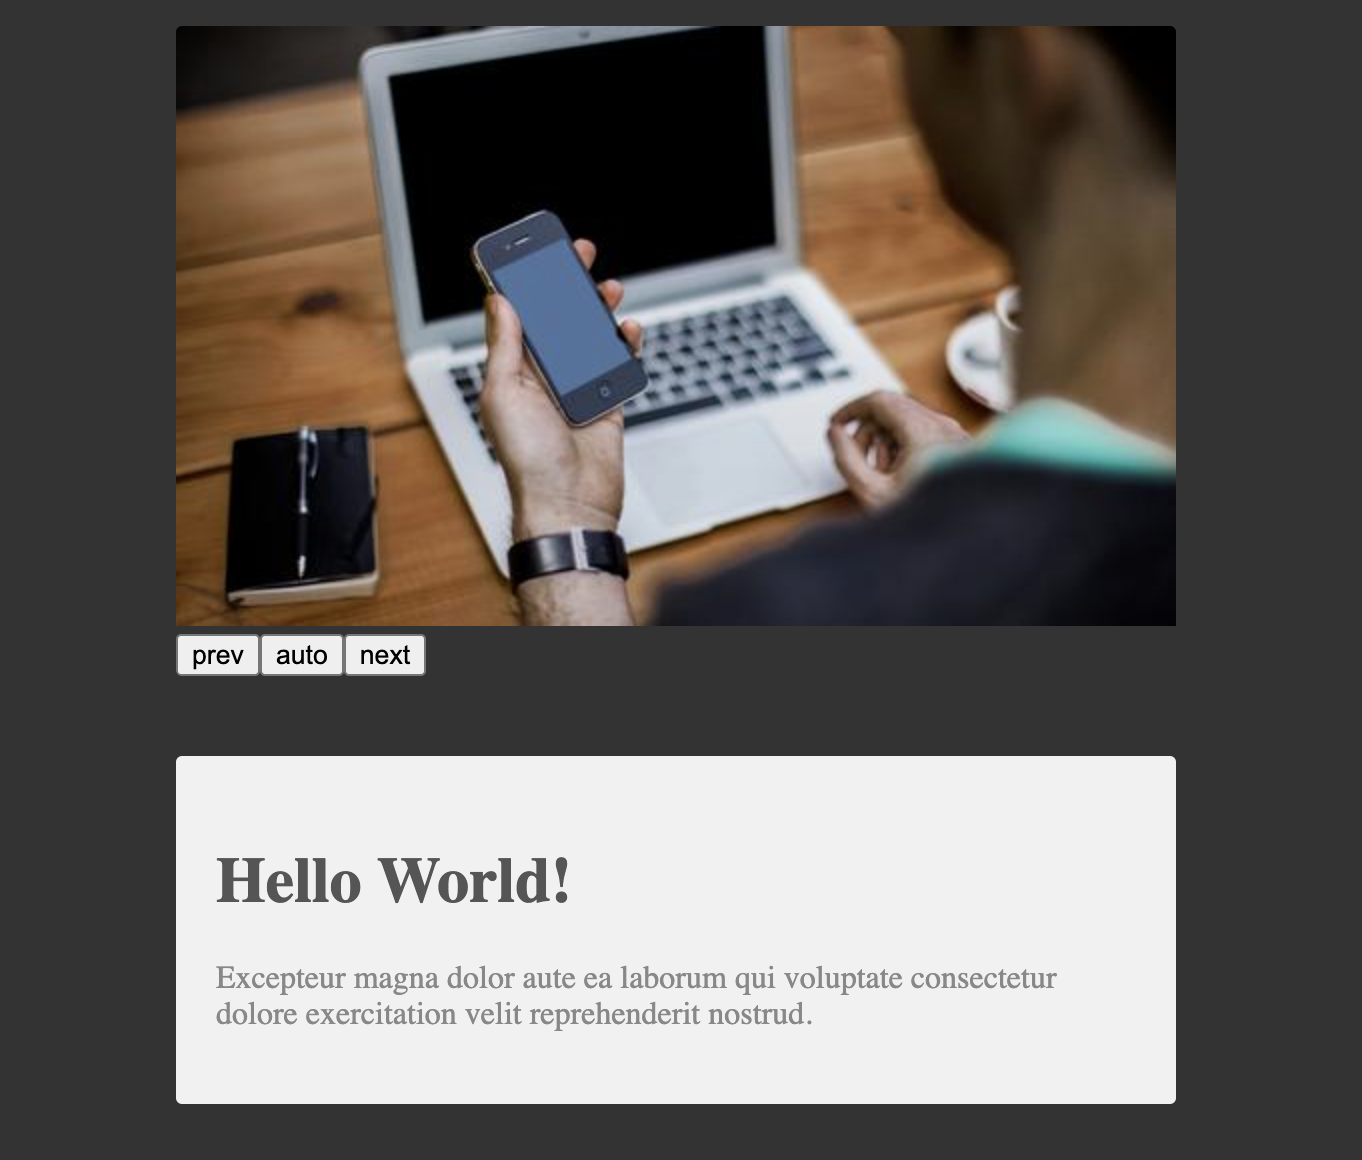 prev auto next
Hello World!
Excepteur magna dolor aute ea laborum qui voluptate consectetur
dolore exercitation velit reprehenderit nostrud.